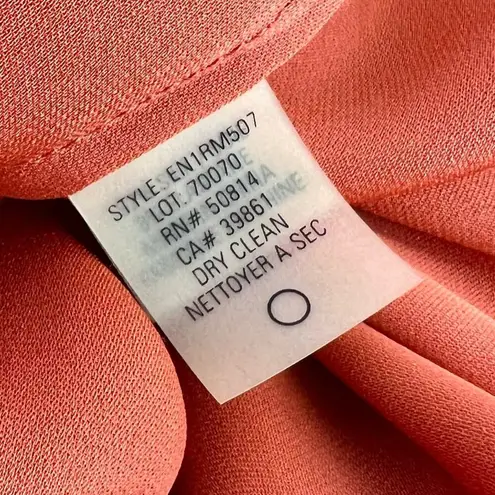 STYLE: EN1RM507
LOT: 70070
RN# 50814
CA# 39861
DRY CLEAN
NETTOYER A SEC